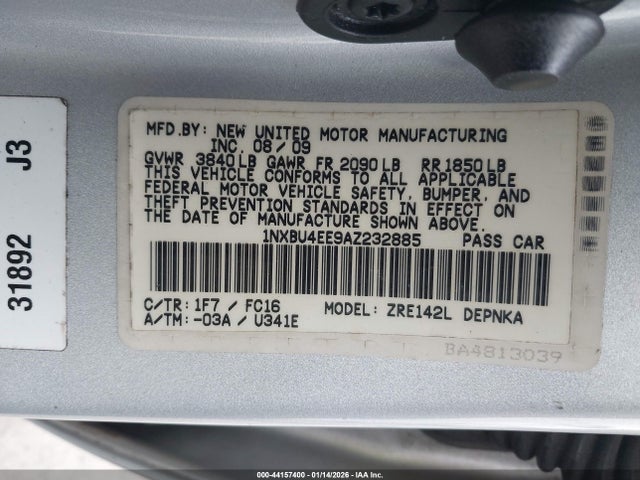 MFD.BY: NEW UNITED MOTOR MANUFACTURING
INC. 08/09
GVWR 3840LB GAWR FR 2090LB RR 1850LB
THIS VEHICLE CONFORMS TO ALL APPLICABLE
FEDERAL MOTOR VEHICLE SAFETY, BUMPER, AND
THEFT PREVENTION STANDARDS IN EFFECT ON
THE DATE OF MANUFACTURE SHOWN ABOVE.
1NXBU4EE9AZ232885 PASS CAR
C/TR: 1F7 / FC16 MODEL: ZRE142L DEPNKA
A/TM: -03A / U341E
BA4813039
31892 J3
000-44157400 - 01/14/2026 - IAA Inc.